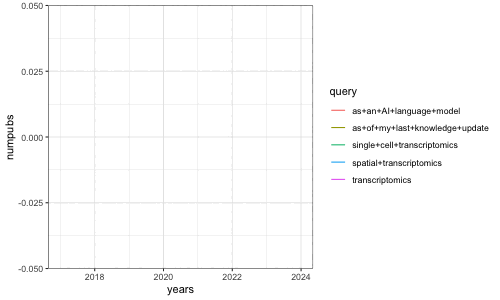 0.050
0.025
0.000
-0.025
-0.050
numpubs
2018 2020 2022 2024
years
query
as+an+AI+language+model
as+of+my+last+knowledge+update
single+cell+transcriptomics
spatial+transcriptomics
transcriptomics